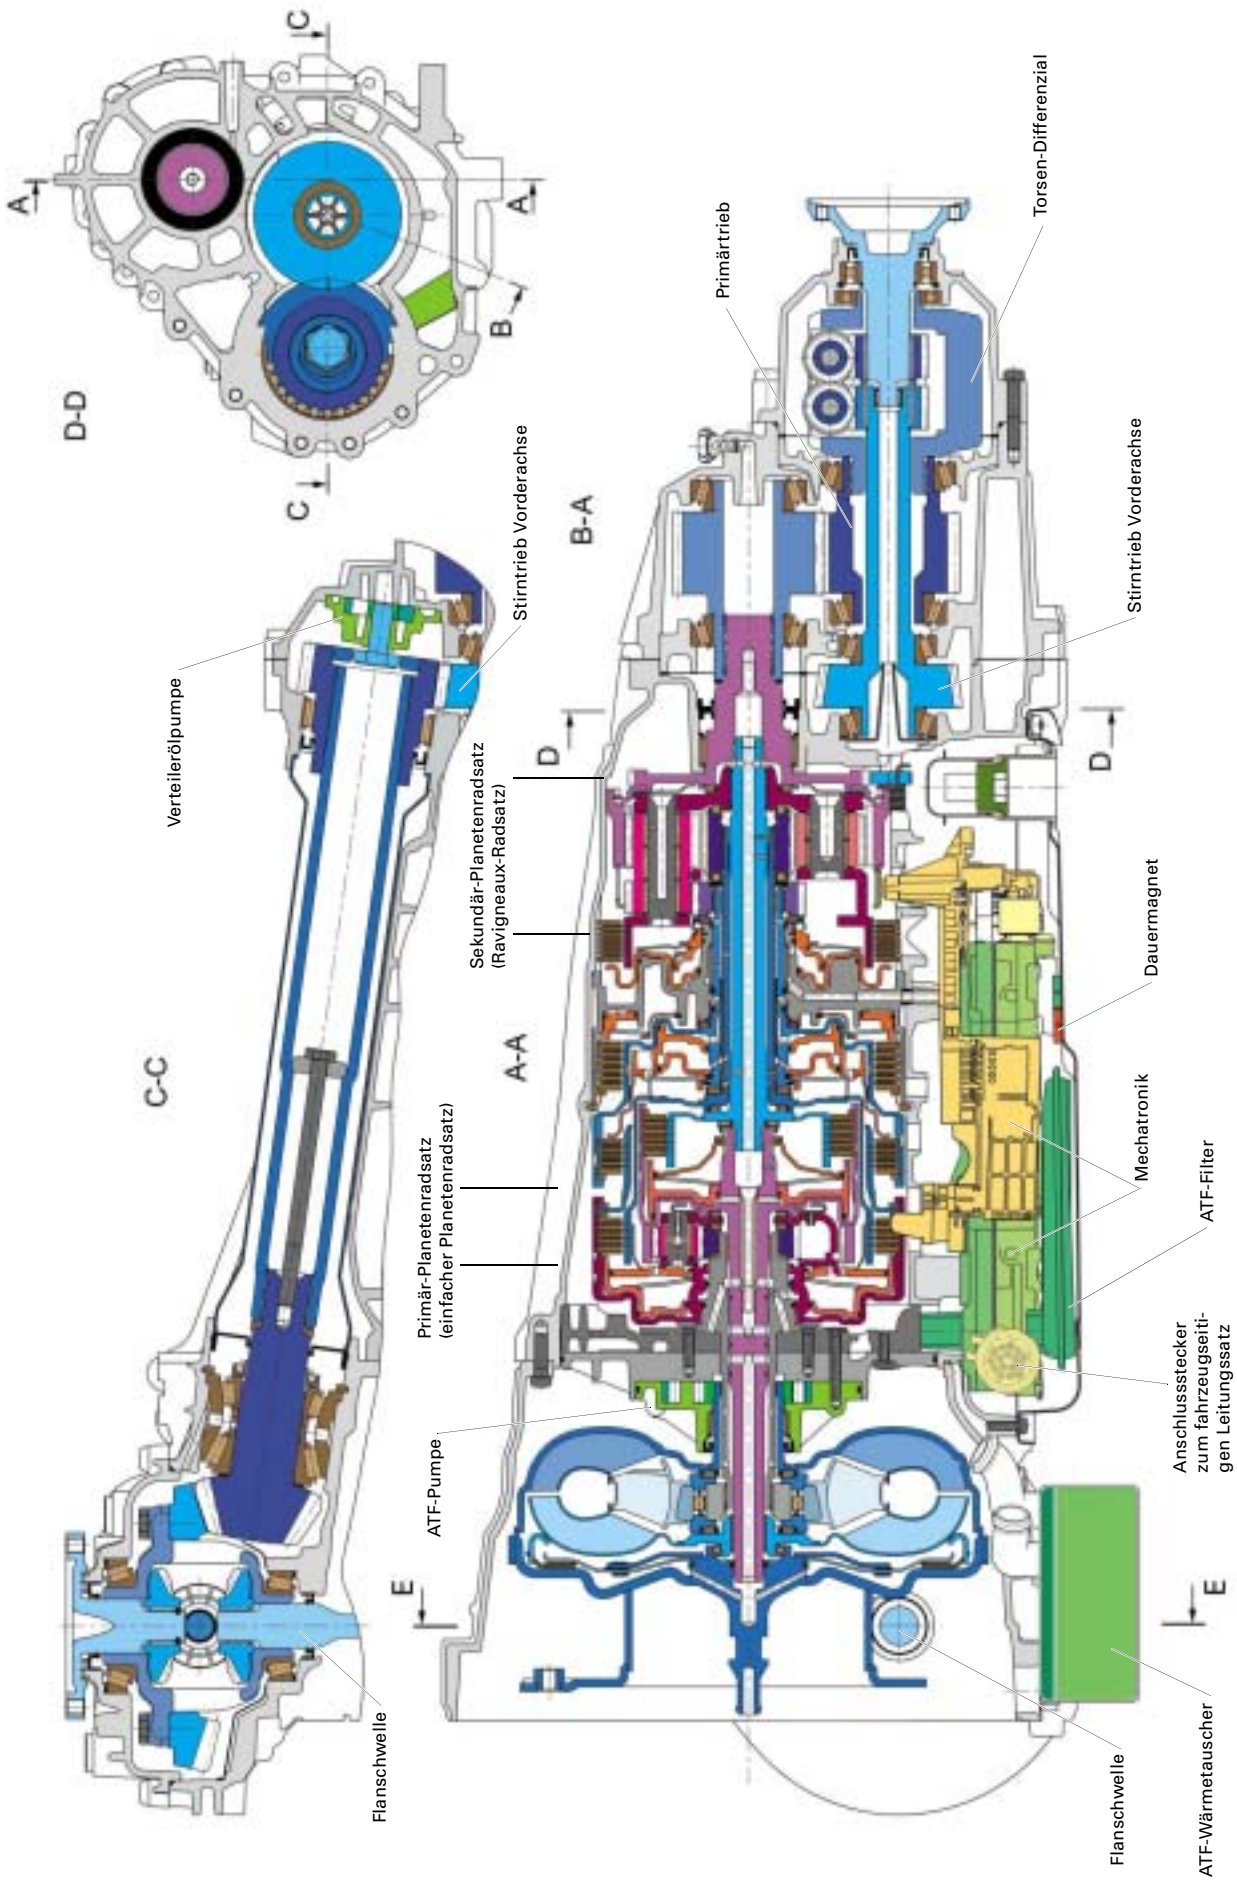 C-C
D-D
A
A
B
C
C
Flanschwelle
Verteilerölpumpe
Stirntrieb Vorderachse
E
E
ATF-Pumpe
Primär-Planetenradsatz
(einfacher Planetenradsatz)
A-A
Sekundär-Planetenradsatz
(Ravigneaux-Radsatz)
D
D
B-A
Primärtrieb
Torsen-Differenzial
Stirntrieb Vorderachse
Dauermagnet
Mechatronik
ATF-Filter
Anschlussstecker
zum fahrzeugseiti-
gen Leitungssatz
Flanschwelle
ATF-Wärmetauscher